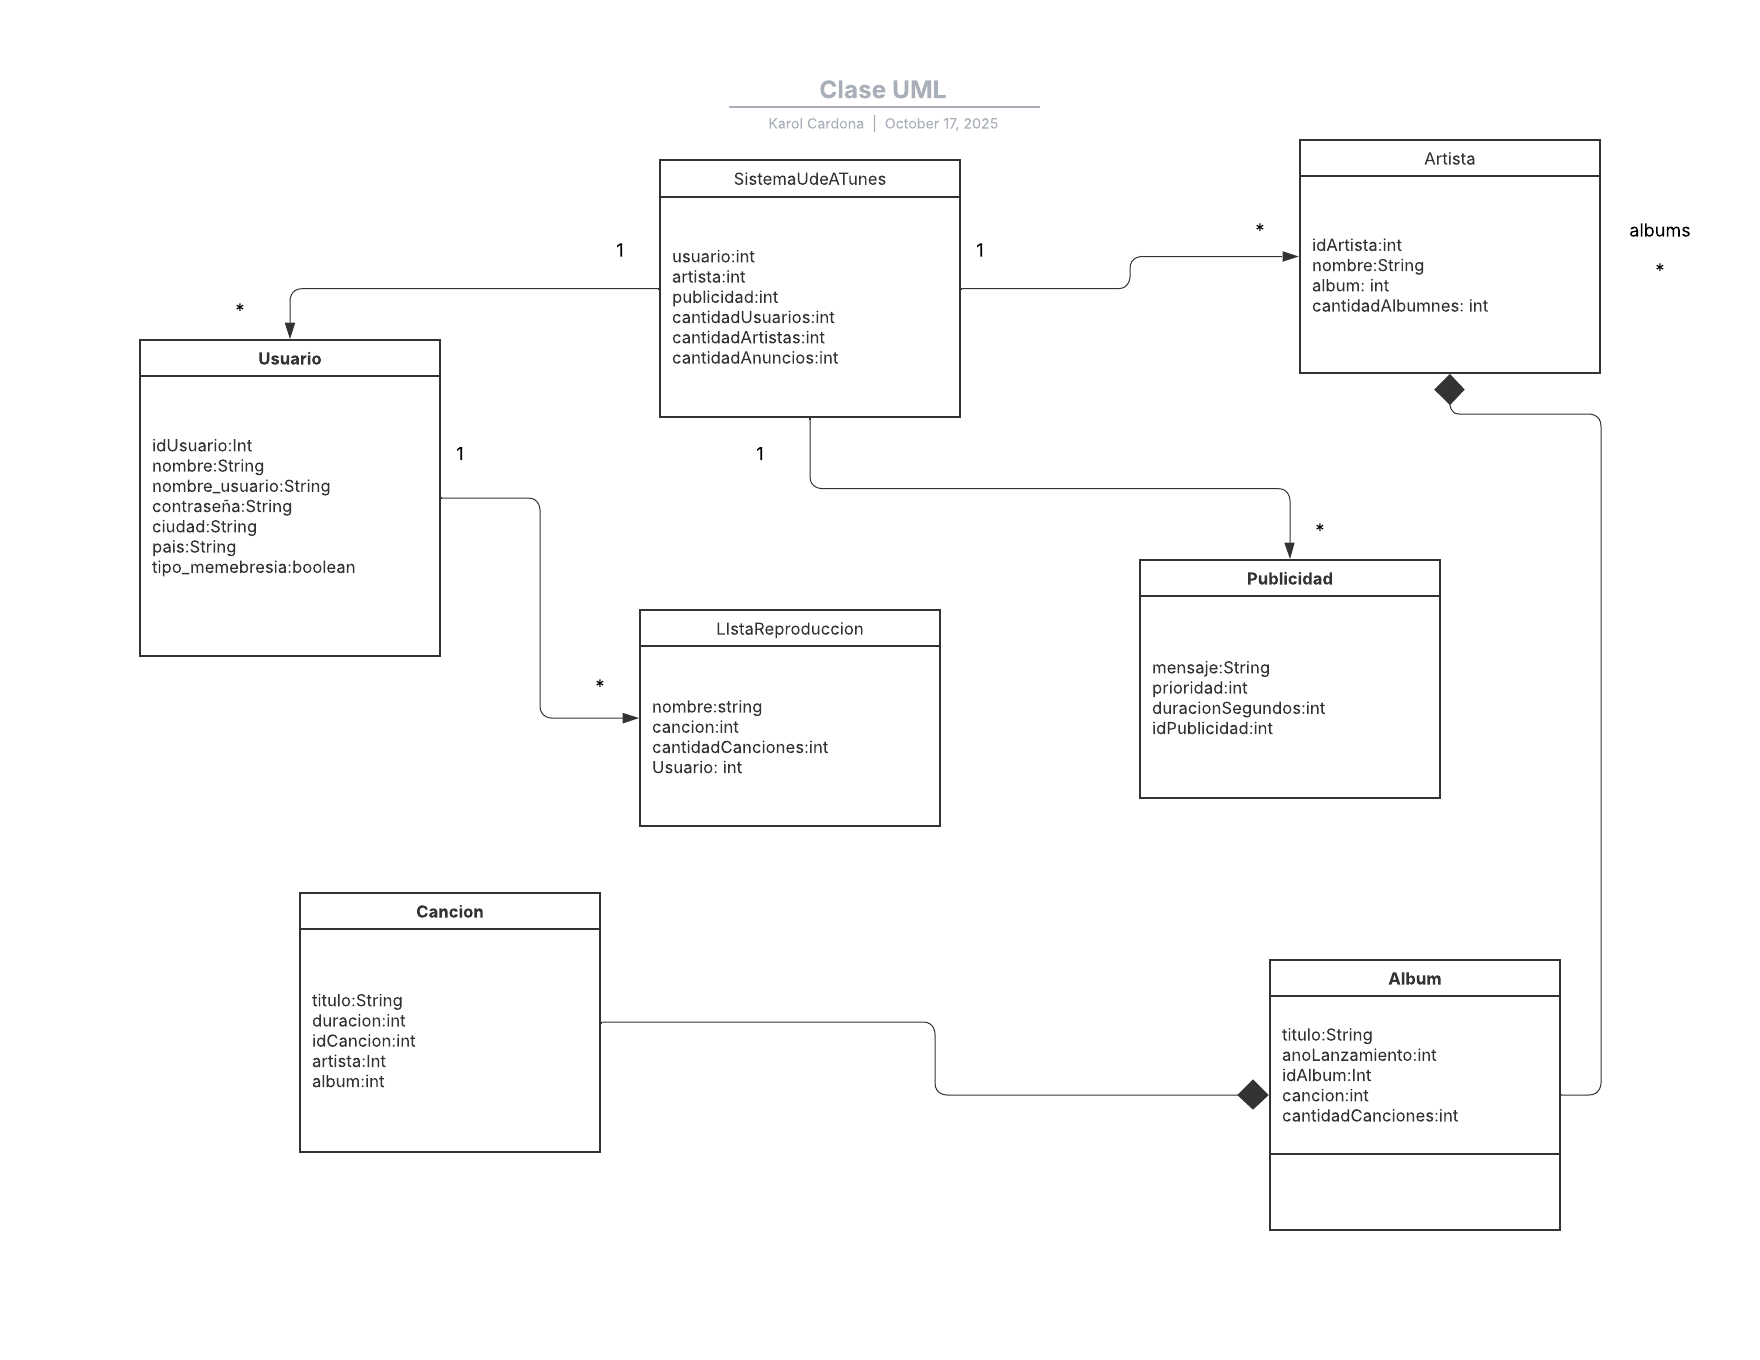 Clase UML
Karol Cardona | October 17, 2025
SistemaUdeATunes
usuario:int
artista:int
publicidad:int
cantidadUsuarios:int
cantidadArtistas:int
cantidadAnuncios:int
1
*
1
*
Artista
idArtista:int
nombre:String
album: int
cantidadAlbumnes: int
albums
*
Usuario
idUsuario:Int
nombre:String
nombre_usuario:String
contraseña:String
ciudad:String
pais:String
tipo_memebresia:boolean
1
*
1
*
LIstaReproduccion
nombre:string
cancion:int
cantidadCanciones:int
Usuario: int
Publicidad
mensaje:String
prioridad:int
duracionSegundos:int
idPublicidad:int
Cancion
titulo:String
duracion:int
idCancion:int
artista:Int
album:int
Album
titulo:String
anoLanzamiento:int
idAlbum:Int
cancion:int
cantidadCanciones:int